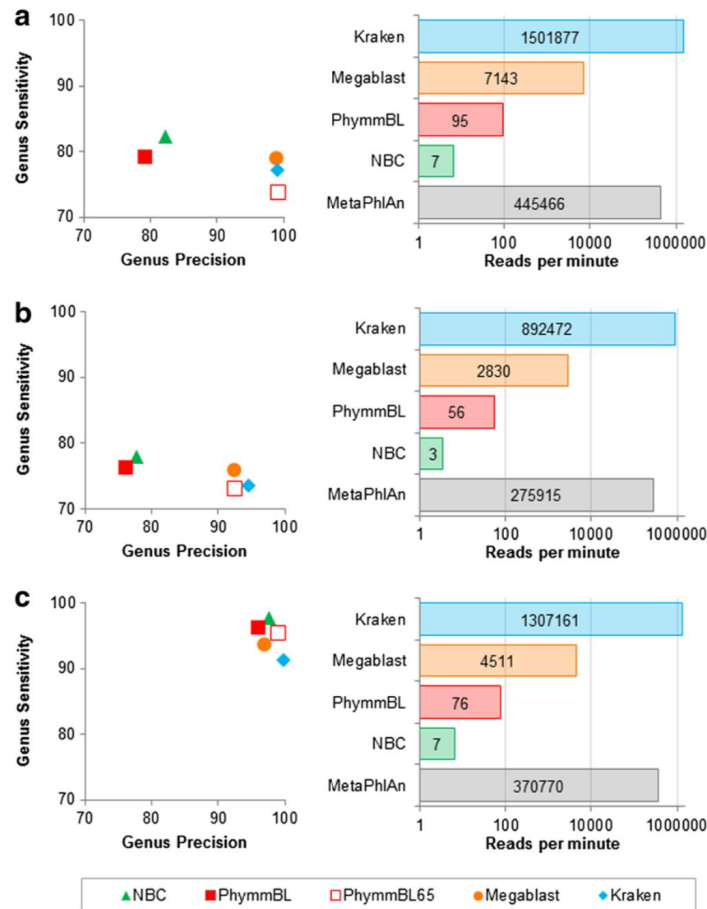 a
100
90
80
70
Genus Sensitivity
70 80 90 100
Genus Precision
Kraken 1501877
Megablast 7143
PhymmBL 95
NBC 7
MetaPhlAn 445466
1 100 10000 1000000
Reads per minute
b
100
90
80
70
Genus Sensitivity
70 80 90 100
Genus Precision
Kraken 892472
Megablast 2830
PhymmBL 56
NBC 3
MetaPhlAn 275915
1 100 10000 1000000
Reads per minute
c
100
90
80
70
Genus Sensitivity
70 80 90 100
Genus Precision
Kraken 1307161
Megablast 4511
PhymmBL 76
NBC 7
MetaPhlAn 370770
1 100 10000 1000000
Reads per minute
NBC PhymmBL PhymmBL65 Megablast Kraken